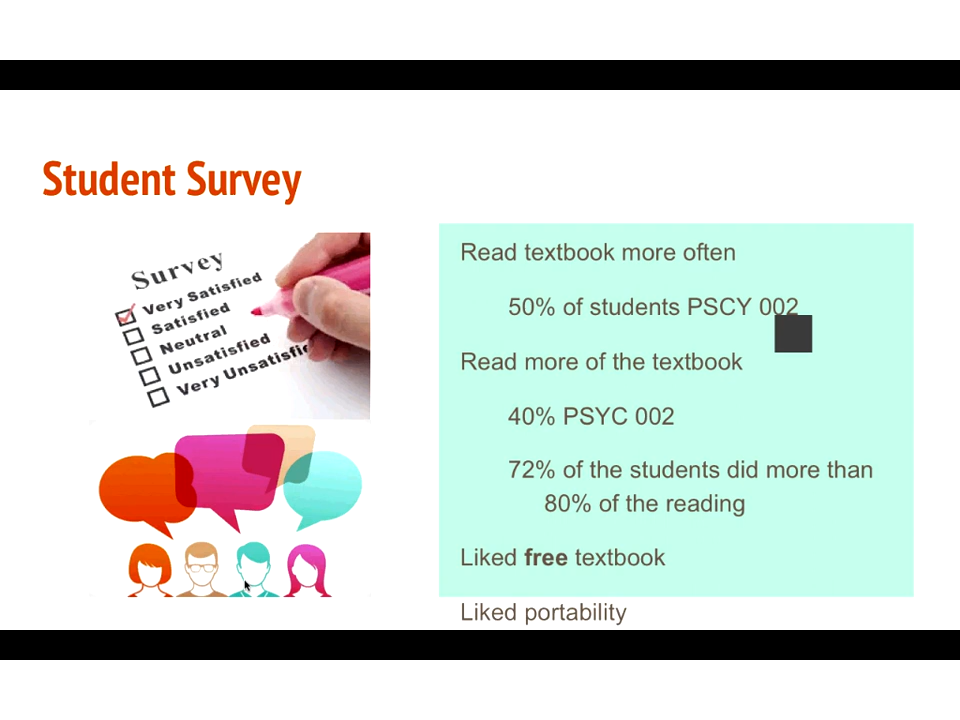 Student Survey
Survey
Very Satisfied
Satisfied
Neutral
Unsatisfied
Very Unsatisfie
Read textbook more often
50% of students PSCY 002
Read more of the textbook
40% PSYC 002
72% of the students did more than
80% of the reading
Liked free textbook
Liked portability